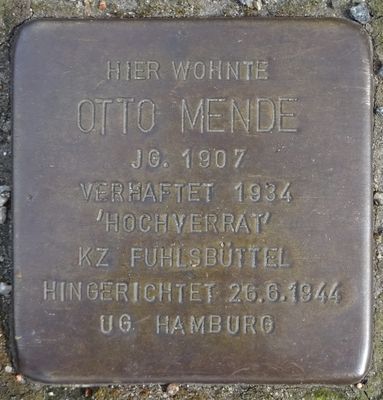 HIER WOHNTE
OTTO MENDE
JG. 1907
VERHAFTET 1934
'HOCHVERRAT'
KZ FUHLSBÜTTEL
HINGERICHTET 26.6.1944
UG HAMBURG